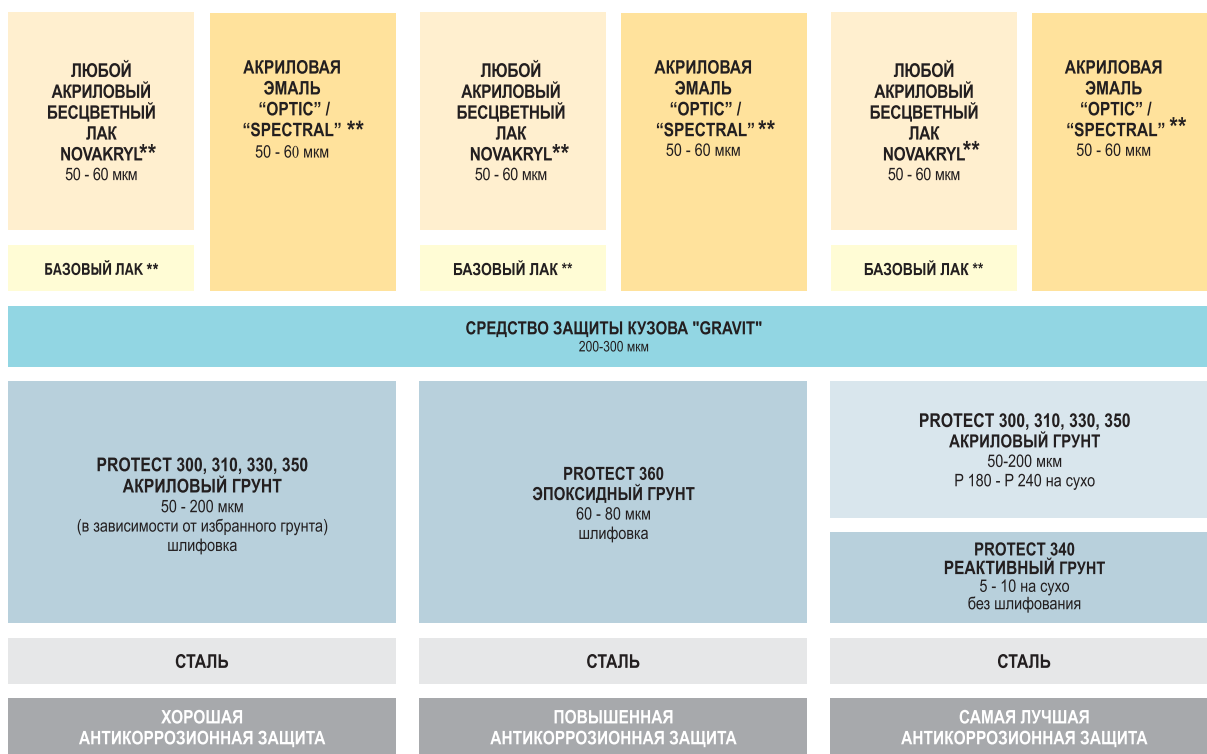 ЛЮБОЙ
АКРИЛОВЫЙ
БЕСЦВЕТНЫЙ
ЛАК
NOVAKRYL**
50 - 60 мкм
БАЗОВЫЙ ЛАК **
АКРИЛОВАЯ
ЭМАЛЬ
“OPTIC” /
“SPECTRAL” **
50 - 60 мкм
ЛЮБОЙ
АКРИЛОВЫЙ
БЕСЦВЕТНЫЙ
ЛАК
NOVAKRYL**
50 - 60 мкм
БАЗОВЫЙ ЛАК **
АКРИЛОВАЯ
ЭМАЛЬ
“OPTIC” /
“SPECTRAL” **
50 - 60 мкм
ЛЮБОЙ
АКРИЛОВЫЙ
БЕСЦВЕТНЫЙ
ЛАК
NOVAKRYL**
50 - 60 мкм
БАЗОВЫЙ ЛАК **
АКРИЛОВАЯ
ЭМАЛЬ
“OPTIC” /
“SPECTRAL” **
50 - 60 мкм
СРЕДСТВО ЗАЩИТЫ КУЗОВА "GRAVIT"
200-300 мкм
PROTECT 300, 310, 330, 350
АКРИЛОВЫЙ ГРУНТ
50 - 200 мкм
(в зависимости от избранного грунта)
шлифовка
PROTECT 360
ЭПОКСИДНЫЙ ГРУНТ
60 - 80 мкм
шлифовка
PROTECT 300, 310, 330, 350
АКРИЛОВЫЙ ГРУНТ
50-200 мкм
P 180 - P 240 на сухо
PROTECT 340
РЕАКТИВНЫЙ ГРУНТ
5 - 10 на сухо
без шлифования
СТАЛЬ
СТАЛЬ
СТАЛЬ
ХОРОШАЯ
АНТИКОРРОЗИОННАЯ ЗАЩИТА
ПОВЫШЕННАЯ
АНТИКОРРОЗИОННАЯ ЗАЩИТА
САМАЯ ЛУЧШАЯ
АНТИКОРРОЗИОННАЯ ЗАЩИТА